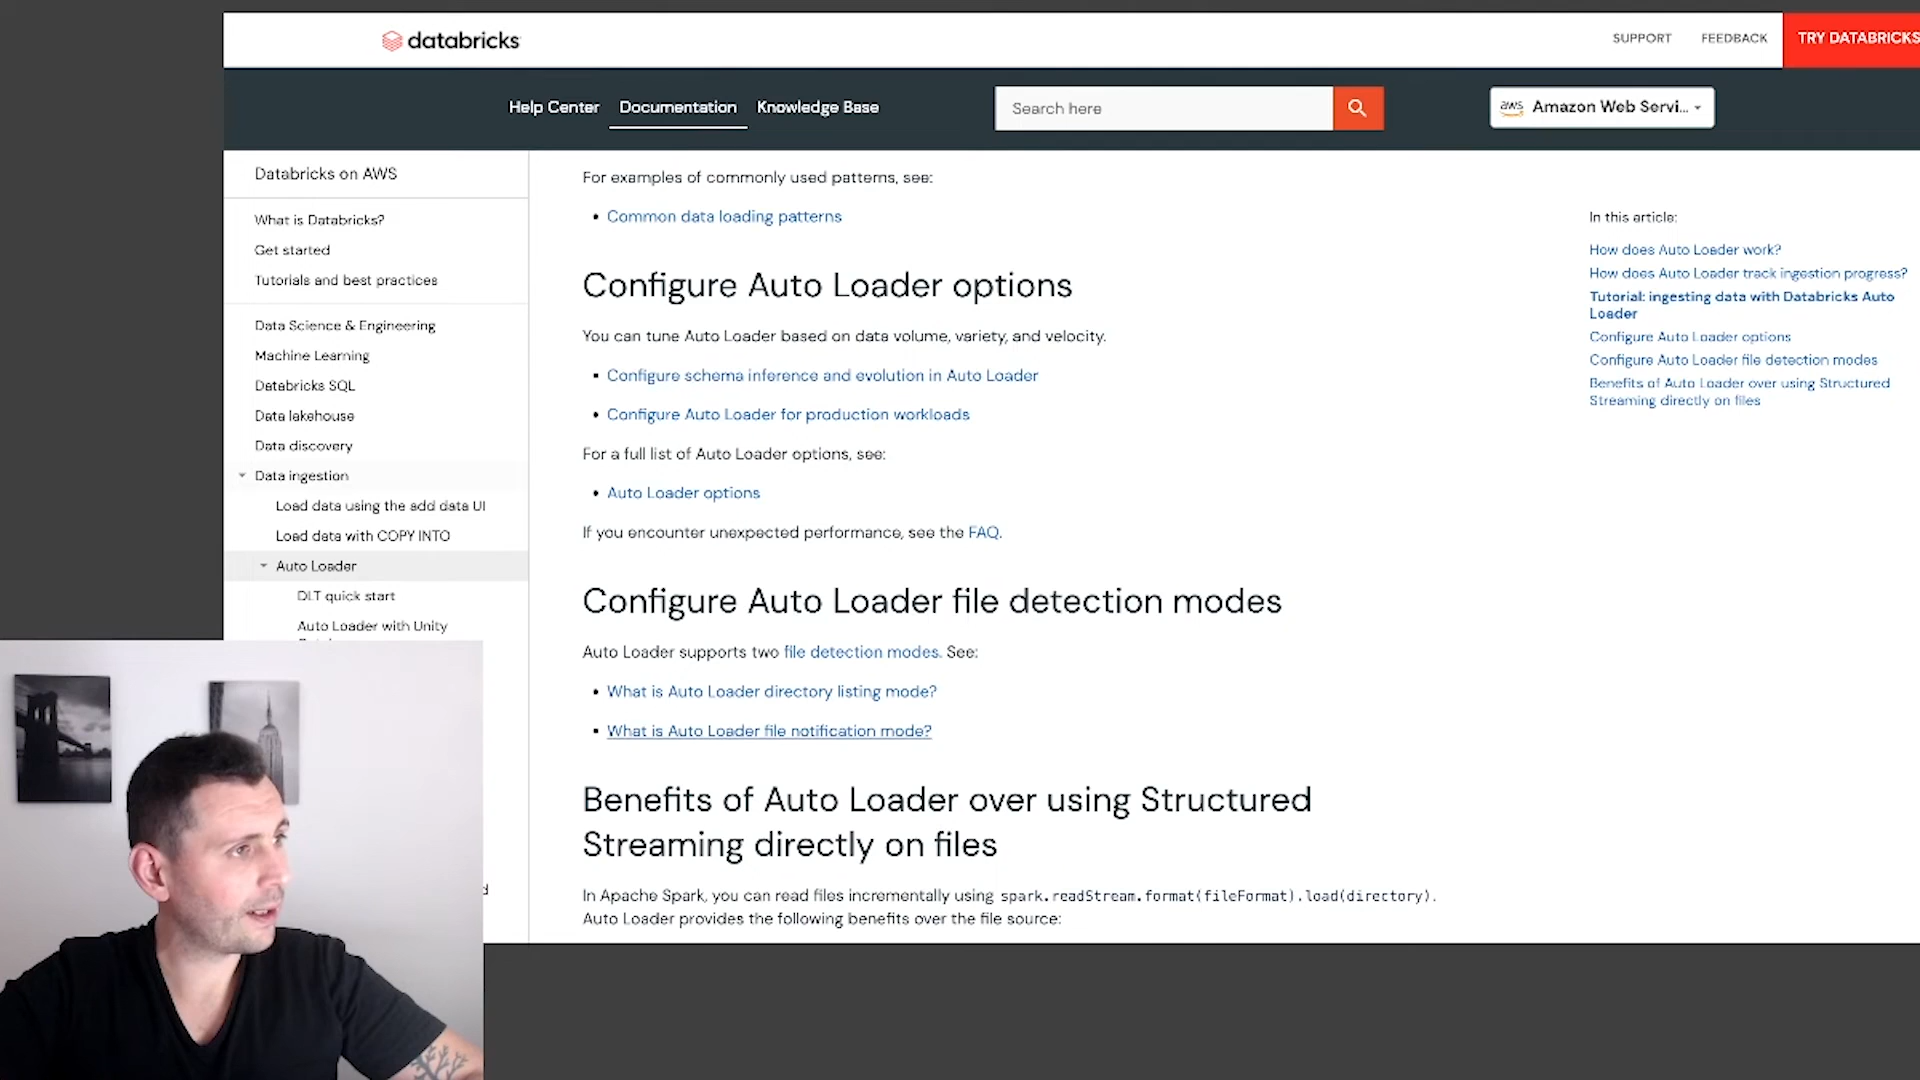 databricks
SUPPORT
FEEDBACK
TRY DATABRICKS
Help Center
Documentation
Knowledge Base
Search here
aws Amazon Web Servi...
Databricks on AWS
What is Databricks?
Get started
Tutorials and best practices
Data Science & Engineering
Machine Learning
Databricks SQL
Data lakehouse
Data discovery
Data ingestion
Load data using the add data UI
Load data with COPY INTO
Auto Loader
DLT quick start
Auto Loader with Unity
For examples of commonly used patterns, see:
• Common data loading patterns
Configure Auto Loader options
You can tune Auto Loader based on data volume, variety, and velocity.
• Configure schema inference and evolution in Auto Loader
• Configure Auto Loader for production workloads
For a full list of Auto Loader options, see:
• Auto Loader options
If you encounter unexpected performance, see the FAQ.
Configure Auto Loader file detection modes
Auto Loader supports two file detection modes. See:
• What is Auto Loader directory listing mode?
• What is Auto Loader file notification mode?
Benefits of Auto Loader over using Structured
Streaming directly on files
In Apache Spark, you can read files incrementally using spark.readStream.format(fileFormat).load(directory).
Auto Loader provides the following benefits over the file source:
In this article:
How does Auto Loader work?
How does Auto Loader track ingestion progress?
Tutorial: ingesting data with Databricks Auto
Loader
Configure Auto Loader options
Configure Auto Loader file detection modes
Benefits of Auto Loader over using Structured
Streaming directly on files